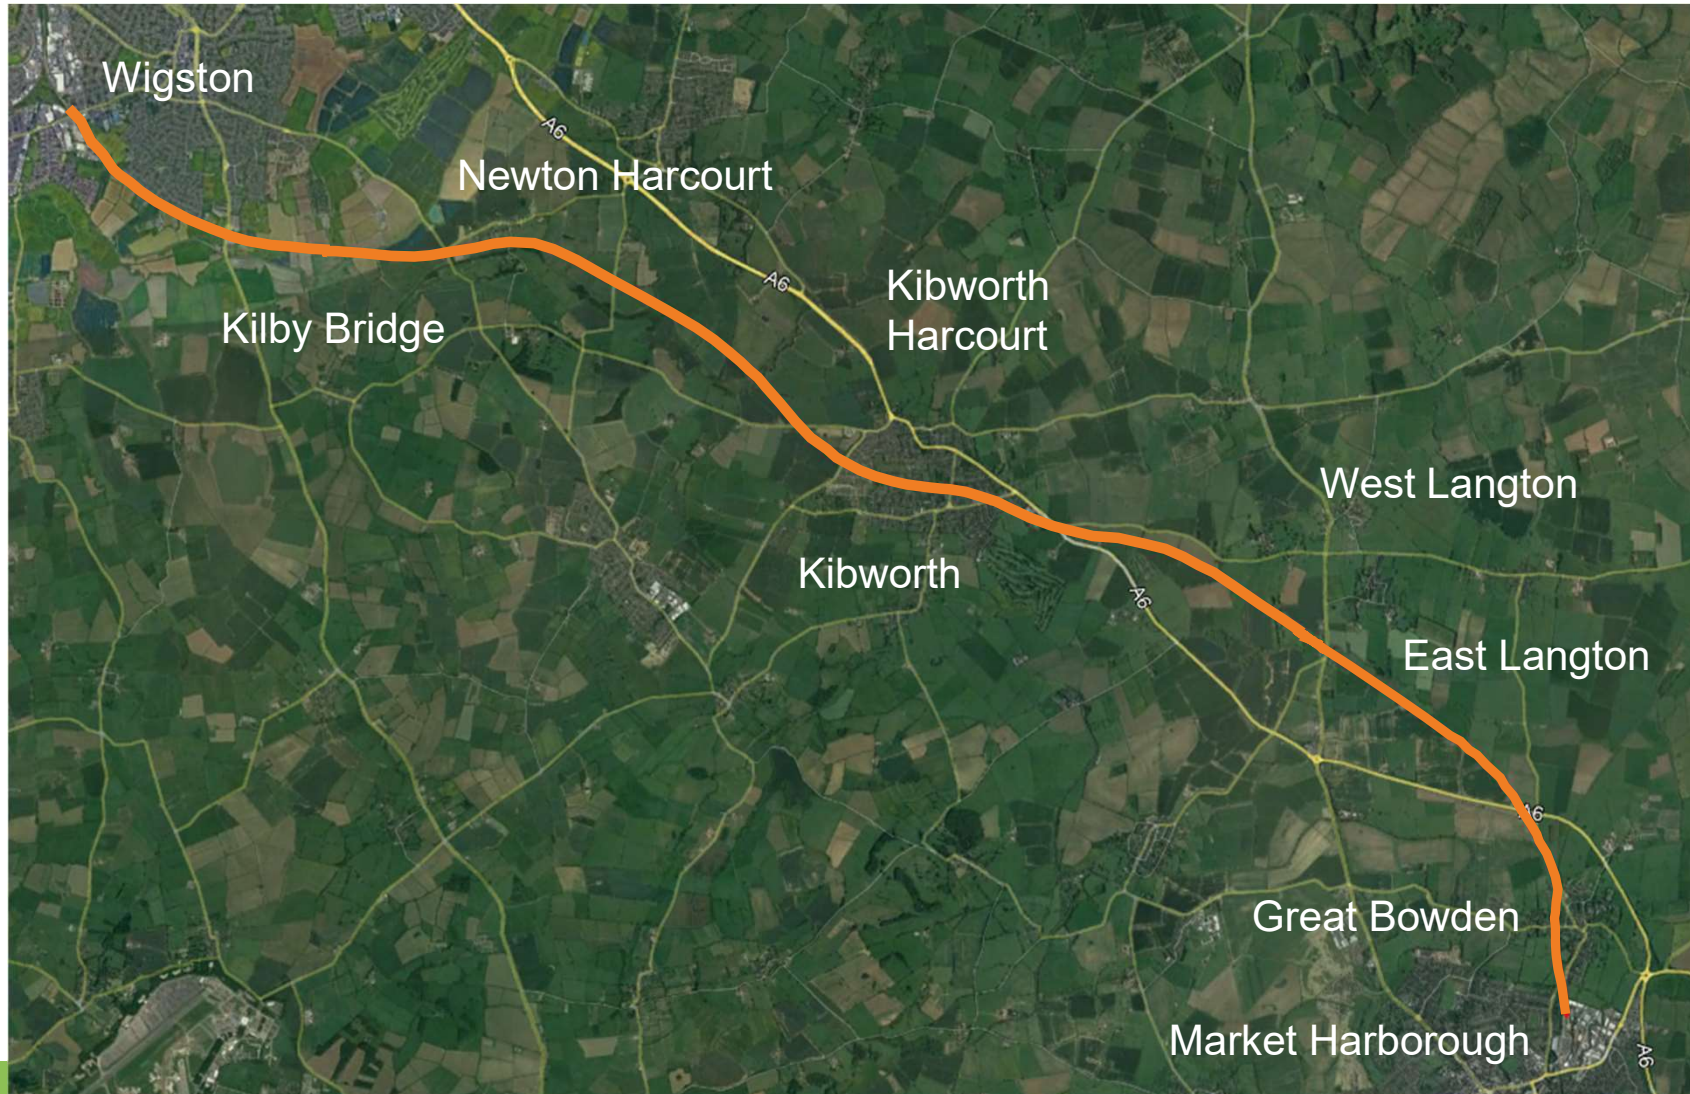 Wigston
A6
Newton Harcourt
A6
Kibworth
Harcourt
Kilby Bridge
West Langton
Kibworth
A6
East Langton
A6
Great Bowden
Market Harborough
A6